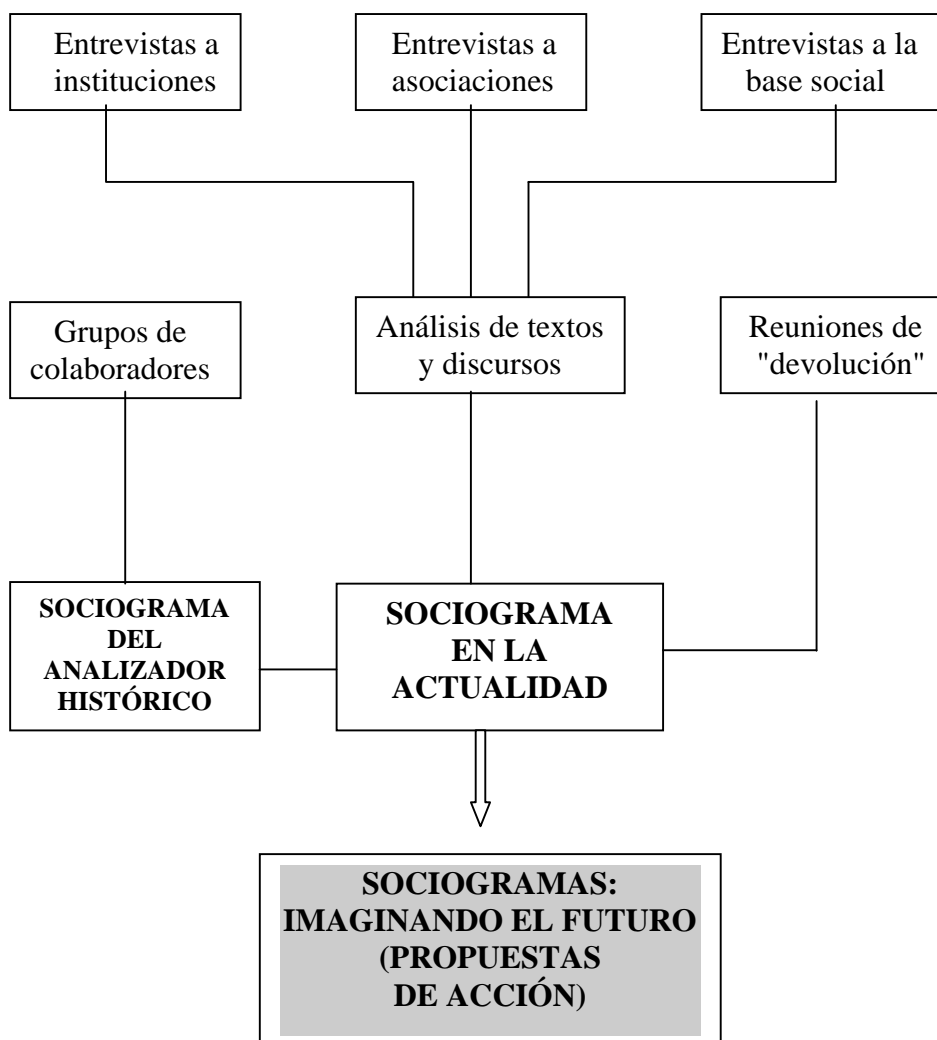 Entrevistas a
instituciones
Entrevistas a
asociaciones
Entrevistas a la
base social
Grupos de
colaboradores
Análisis de textos
y discursos
Reuniones de
"devolución"
SOCIOGRAMA
DEL
ANALIZADOR
HISTÓRICO
SOCIOGRAMA
EN LA
ACTUALIDAD
SOCIOGRAMAS:
IMAGINANDO EL FUTURO
(PROPUESTAS
DE ACCIÓN)